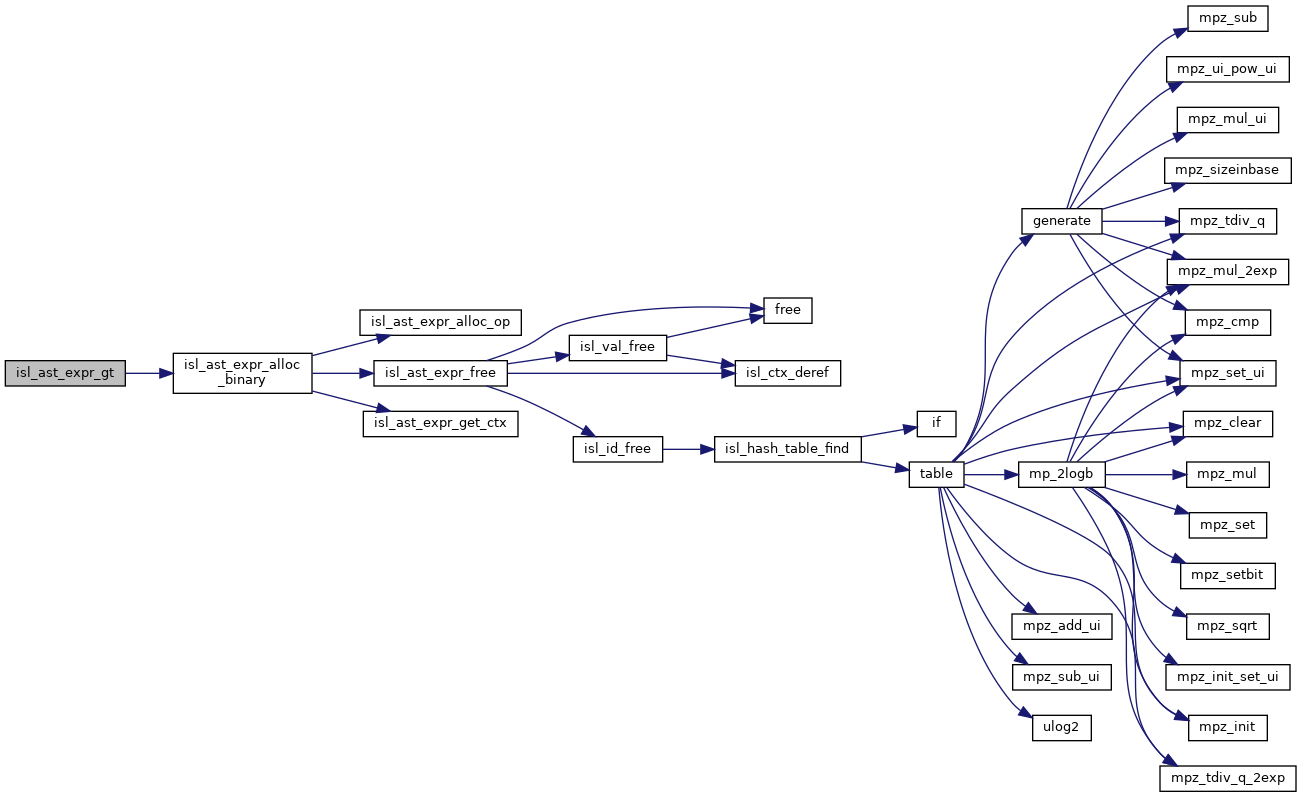 isl_ast_expr_gt
isl_ast_expr_alloc
_binary
isl_ast_expr_alloc_op
isl_ast_expr_free
isl_ast_expr_get_ctx
free
isl_val_free
isl_ctx_deref
isl_id_free
isl_hash_table_find
if
table
generate
mp_2logb
mpz_add_ui
mpz_sub_ui
ulog2
mpz_sub
mpz_ui_pow_ui
mpz_mul_ui
mpz_sizeinbase
mpz_tdiv_q
mpz_mul_2exp
mpz_cmp
mpz_set_ui
mpz_clear
mpz_mul
mpz_set
mpz_setbit
mpz_sqrt
mpz_init_set_ui
mpz_init
mpz_tdiv_q_2exp